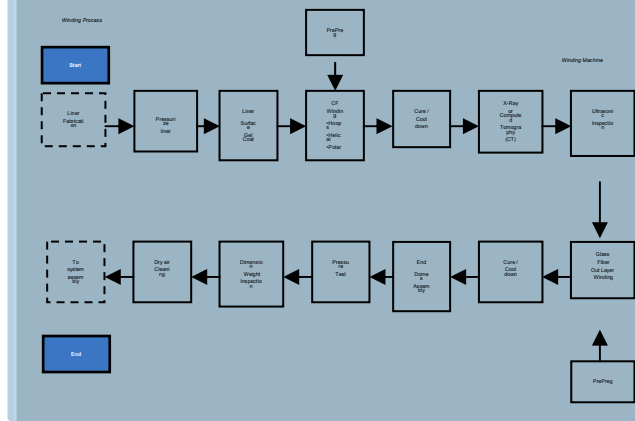 Winding Process
PrePre
g
Start
Winding Machine
Liner
Fabricati
on
Pressuri
ze
liner
Liner
Surfac
e
Gel
Coat
CF
Windin
g
<Hoop
s
<Helic
al
<Polar
Cure /
Cool
down
X-Ray
or
Compute
d
Tomogra
phy
(CT)
Ultrasoni
c
Inspectio
n
To
system
assem
bly
Dry air
Cleani
ng
Dimensio
n
Weight
Inspectio
n
Pressu
re
Test
End
Dome
s
Assem
bly
Cure /
Cool
down
Glass
Fiber
Out Layer
Winding
End
PrePreg